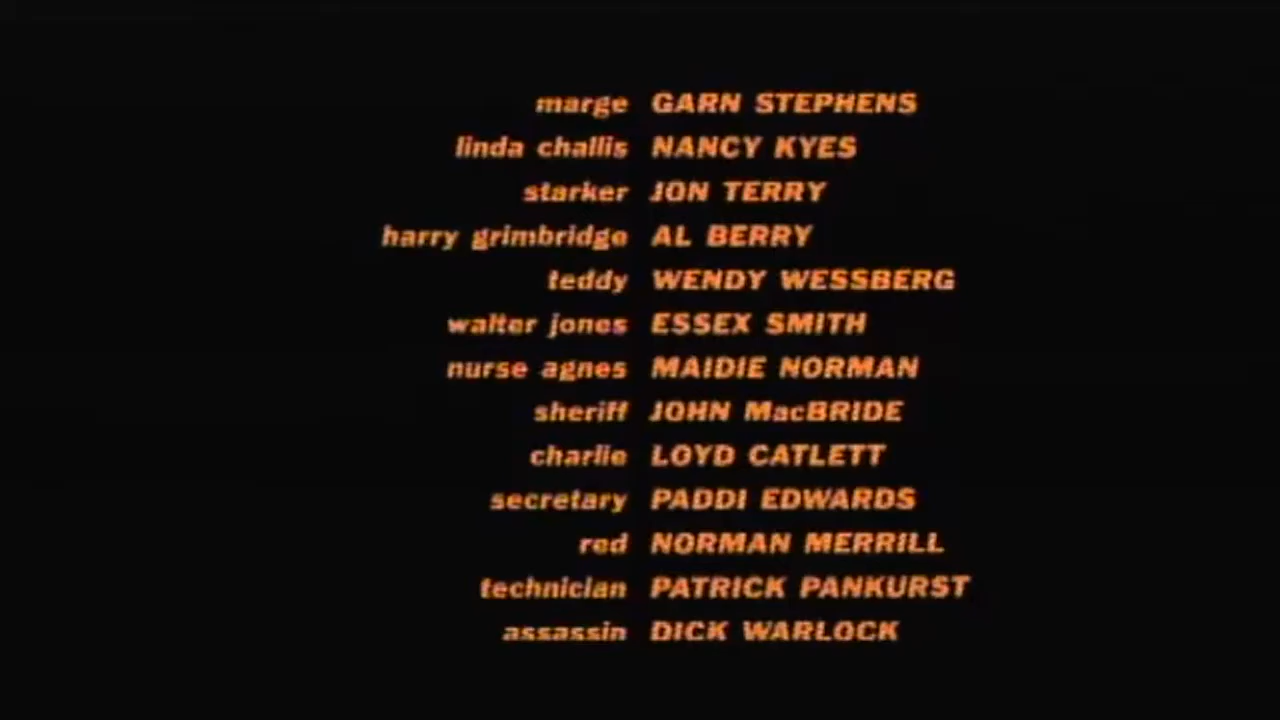 marge GARN STEPHENS
linda challis NANCY KYES
starker JON TERRY
harry grimbridge AL BERRY
teddy WENDY WESSBERG
walter jones ESSEX SMITH
nurse agnes MAIDIE NORMAN
sheriff JOHN MacBRIDE
charlie LOYD CATLETT
secretary PADDI EDWARDS
red NORMAN MERRILL
technician PATRICK PANKURST
assassin DICK WARLOCK